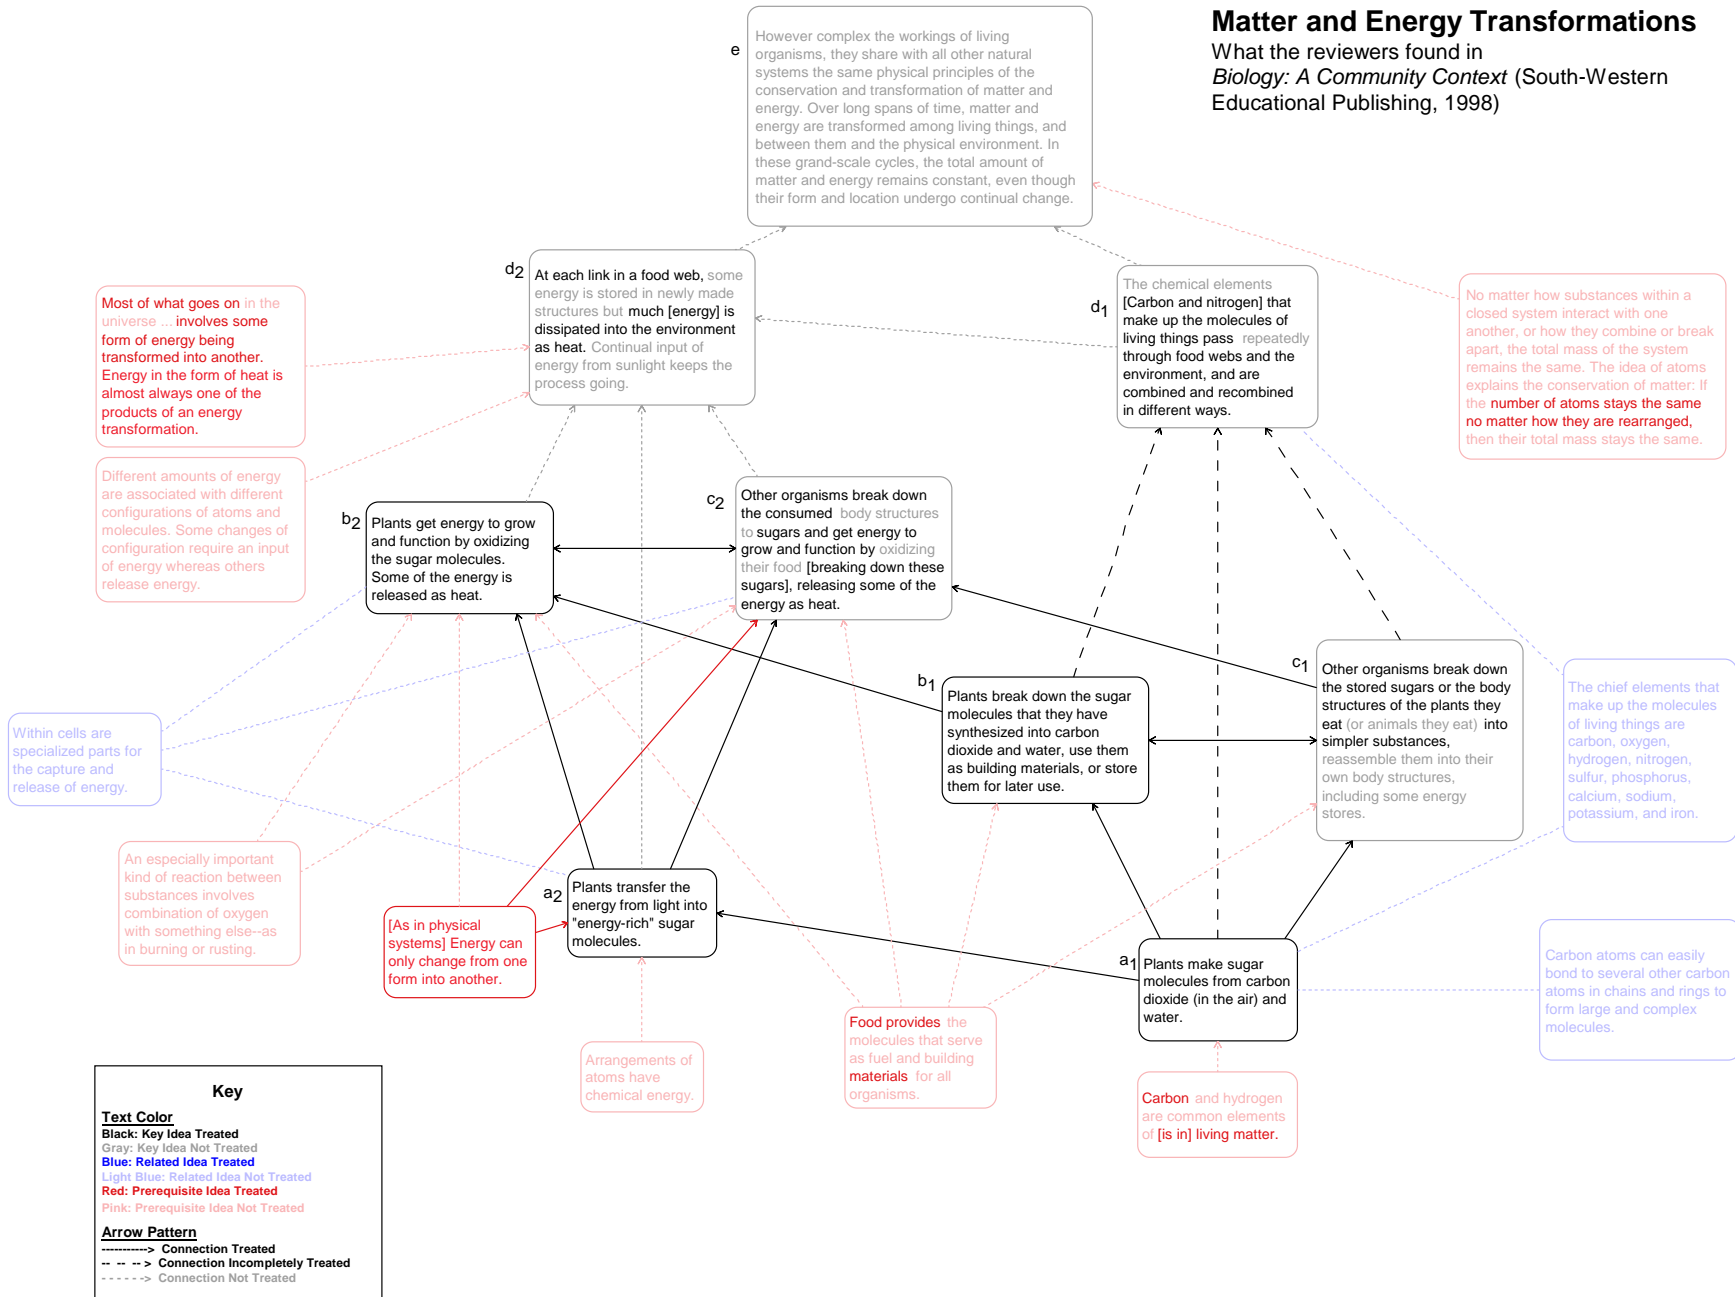 Matter and Energy Transformations
What the reviewers found in
Biology: A Community Context (South-Western
Educational Publishing, 1998)
e
However complex the workings of living
organisms, they share with all other natural
systems the same physical principles of the
conservation and transformation of matter and
energy. Over long spans of time, matter and
energy are transformed among living things, and
between them and the physical environment. In
these grand-scale cycles, the total amount of
matter and energy remains constant, even though
their form and location undergo continual change.
d2
At each link in a food web, some
energy is stored in newly made
structures but much [energy] is
dissipated into the environment
as heat. Continual input of
energy from sunlight keeps the
process going.
d1
The chemical elements
[Carbon and nitrogen] that
make up the molecules of
living things pass repeatedly
through food webs and the
environment, and are
combined and recombined
in different ways.
Most of what goes on in the
universe ... involves some
form of energy being
transformed into another.
Energy in the form of heat is
almost always one of the
products of an energy
transformation.
No matter how substances within a
closed system interact with one
another, or how they combine or break
apart, the total mass of the system
remains the same. The idea of atoms
explains the conservation of matter: If
the number of atoms stays the same
no matter how they are rearranged,
then their total mass stays the same.
Different amounts of energy
are associated with different
configurations of atoms and
molecules. Some changes of
configuration require an input
of energy whereas others
release energy.
b2
Plants get energy to grow
and function by oxidizing
the sugar molecules.
Some of the energy is
released as heat.
c2
Other organisms break down
the consumed body structures
to sugars and get energy to
grow and function by oxidizing
their food [breaking down these
sugars], releasing some of the
energy as heat.
b1
Plants break down the sugar
molecules that they have
synthesized into carbon
dioxide and water, use them
as building materials, or store
them for later use.
c1
Other organisms break down
the stored sugars or the body
structures of the plants they
eat (or animals they eat) into
simpler substances,
reassemble them into their
own body structures,
including some energy
stores.
The chief elements that
make up the molecules
of living things are
carbon, oxygen,
hydrogen, nitrogen,
sulfur, phosphorus,
calcium, sodium,
potassium, and iron.
Within cells are
specialized parts for
the capture and
release of energy.
An especially important
kind of reaction between
substances involves
combination of oxygen
with something else--as
in burning or rusting.
[As in physical
systems] Energy can
only change from one
form into another.
a2
Plants transfer the
energy from light into
"energy-rich" sugar
molecules.
a1
Plants make sugar
molecules from carbon
dioxide (in the air) and
water.
Carbon atoms can easily
bond to several other carbon
atoms in chains and rings to
form large and complex
molecules.
Arrangements of
atoms have
chemical energy.
Food provides the
molecules that serve
as fuel and building
materials for all
organisms.
Carbon and hydrogen
are common elements
of [is in] living matter.
Key
Text Color
Black: Key Idea Treated
Gray: Key Idea Not Treated
Blue: Related Idea Treated
Light Blue: Related Idea Not Treated
Red: Prerequisite Idea Treated
Pink: Prerequisite Idea Not Treated
Arrow Pattern
-----------> Connection Treated
-- -- -- > Connection Incompletely Treated
- - - - - -> Connection Not Treated